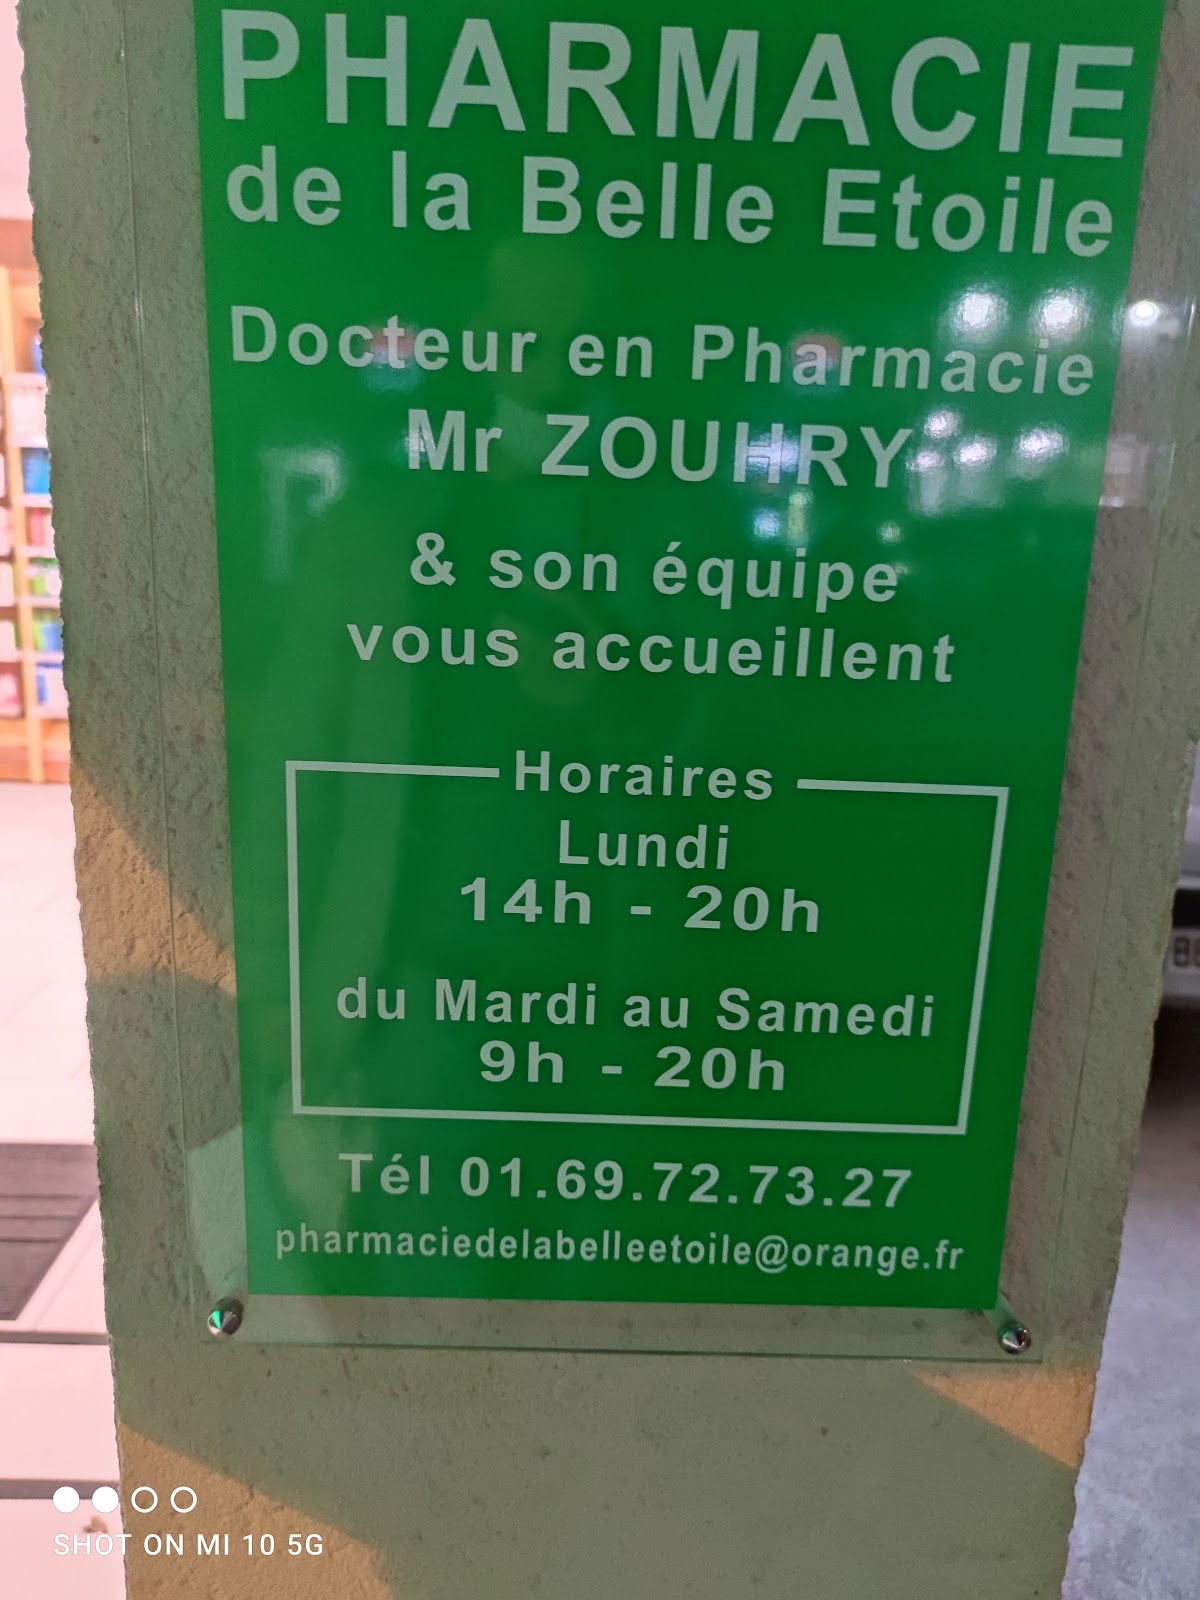 PHARMACIE
de la Belle Etoile
Docteur en Pharmacie
Mr ZOUHRY
& son équipe
vous accueillent
Horaires
Lundi
14h - 20h
du Mardi au Samedi
9h - 20h
Tél 01.69.72.73.27
pharmaciedelabelleetoile@orange.fr
SHOT ON MI 10 5G